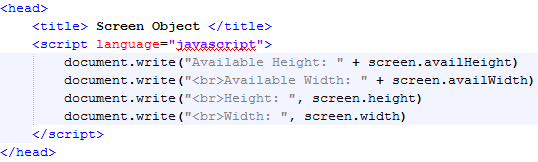 <head>
<title> Screen Object </title>
<script language="javascript">
document.write("Available Height: " + screen.availHeight)
document.write("<br>Available Width: " + screen.availWidth)
document.write("<br>Height: ", screen.height)
document.write("<br>Width: ", screen.width)
</script>
</head>